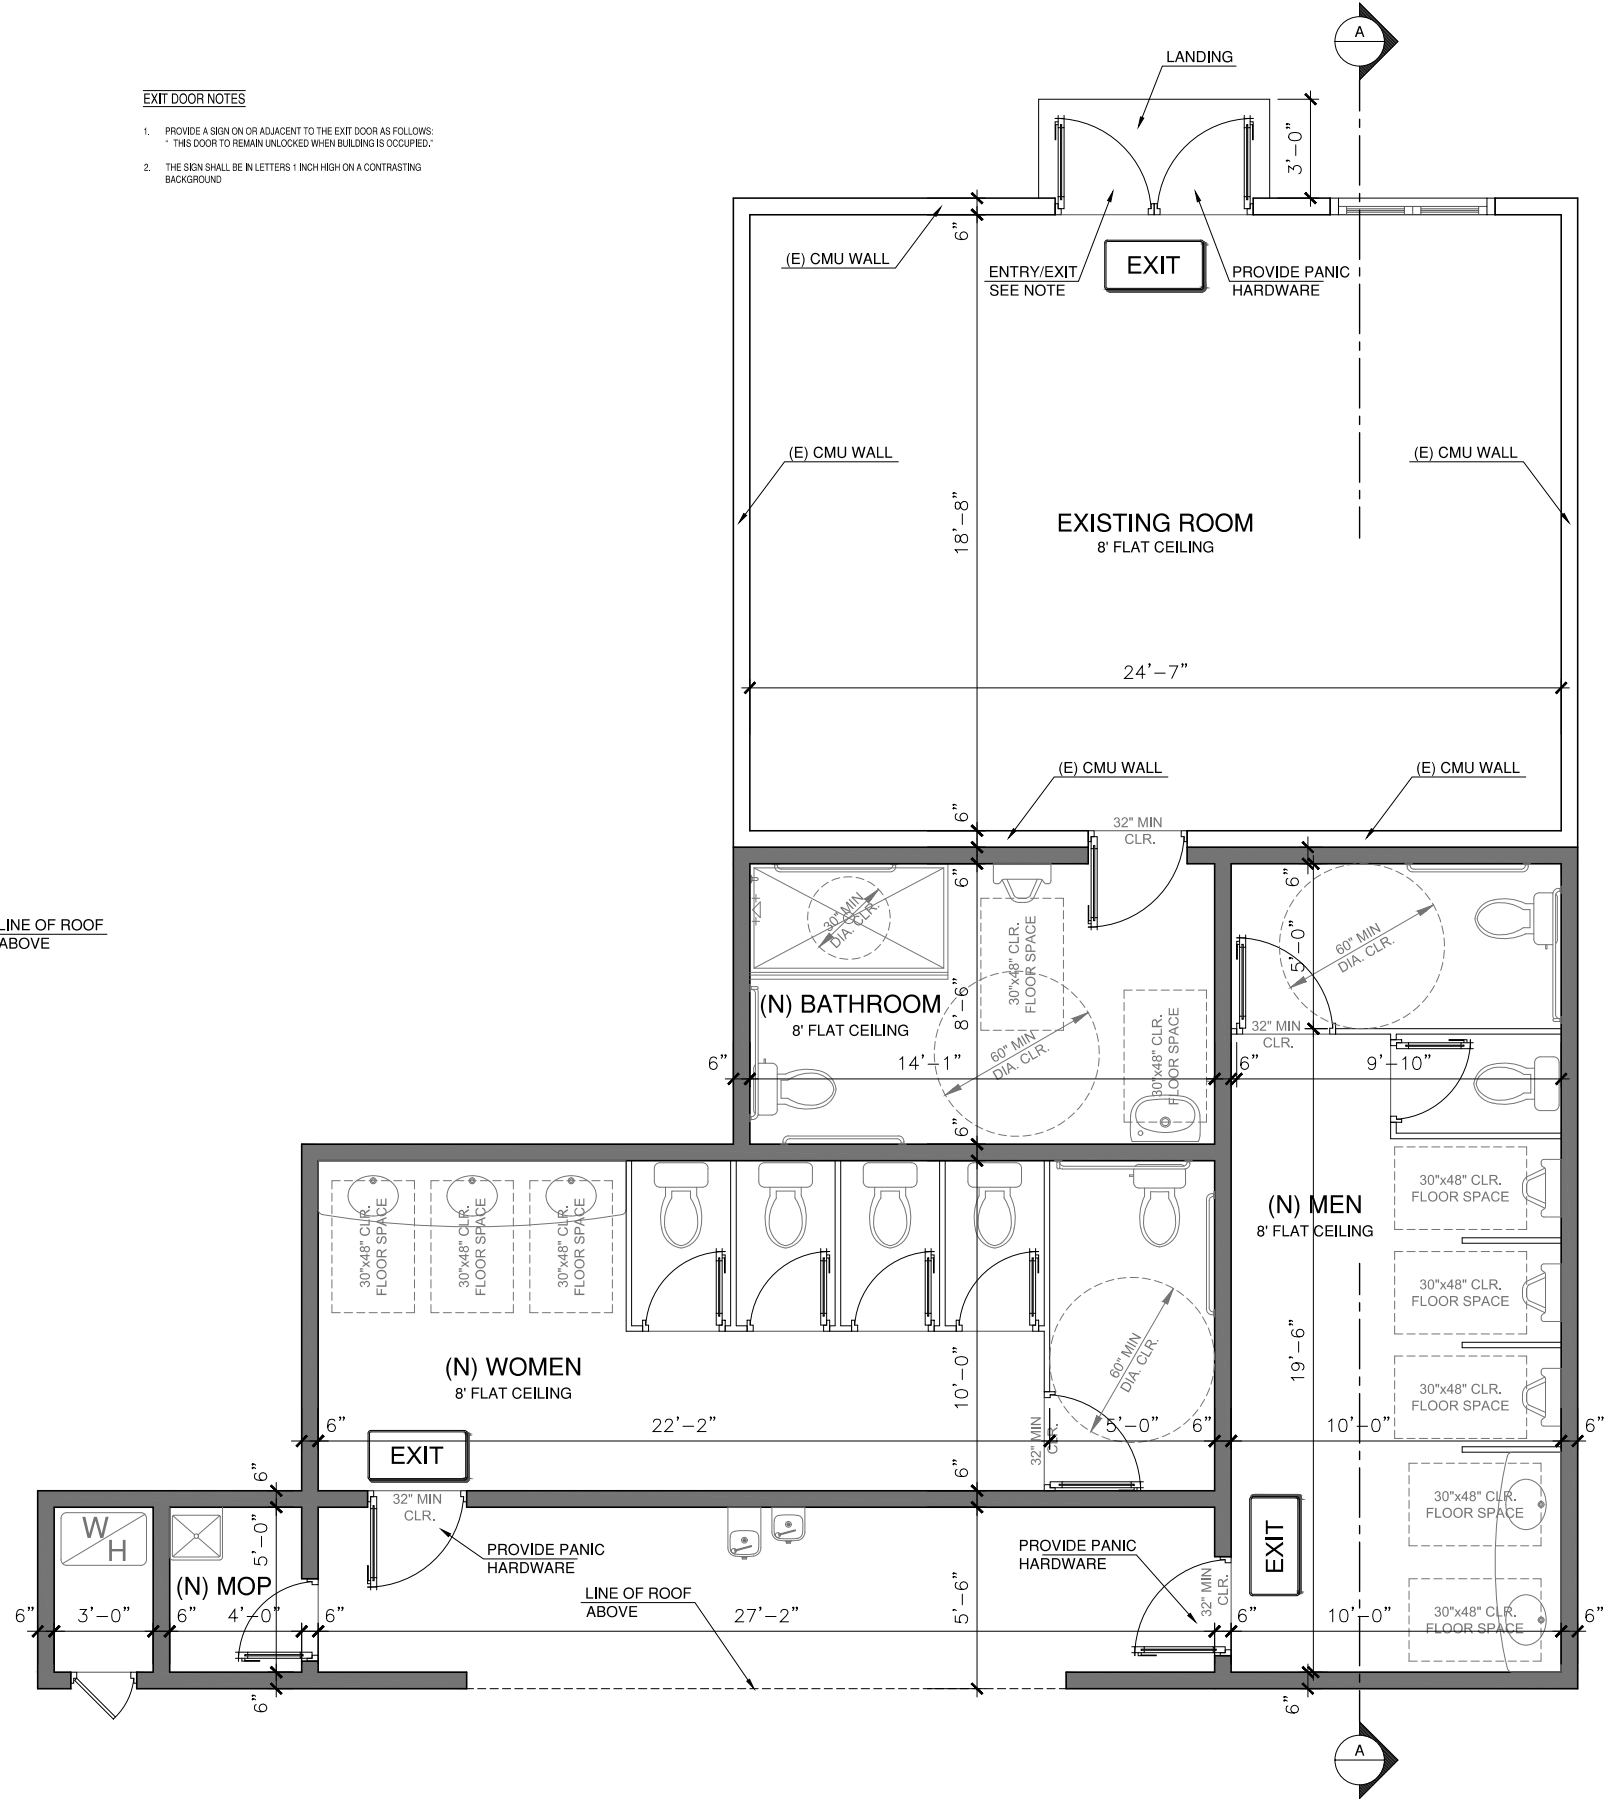 A
LANDING
EXIT DOOR NOTES
1. PROVIDE A SIGN ON OR ADJACENT TO THE EXIT DOOR AS FOLLOWS:
" THIS DOOR TO REMAIN UNLOCKED WHEN BUILDING IS OCCUPIED."
2. THE SIGN SHALL BE IN LETTERS 1 INCH HIGH ON A CONTRASTING
BACKGROUND
3'-0"
6"
(E) CMU WALL
ENTRY/EXIT
SEE NOTE
EXIT
PROVIDE PANIC
HARDWARE
(E) CMU WALL
(E) CMU WALL
18'-8"
EXISTING ROOM
8' FLAT CEILING
24'-7"
(E) CMU WALL
(E) CMU WALL
6"
32" MIN
CLR.
6"
6"
30" MIN
DIA. CLR.
30"x48" CLR.
FLOOR SPACE
5'-0"
60" MIN
DIA. CLR.
LINE OF ROOF
ABOVE
(N) BATHROOM
8' FLAT CEILING
8'-6"
30"x48" CLR.
FLOOR SPACE
32" MIN
CLR.
6"
14'-1"
60" MIN
DIA. CLR.
6"
9'-10"
6"
30"x48" CLR.
FLOOR SPACE
30"x48" CLR.
FLOOR SPACE
30"x48" CLR.
FLOOR SPACE
30"x48" CLR.
FLOOR SPACE
(N) MEN
8' FLAT CEILING
30"x48" CLR.
FLOOR SPACE
(N) WOMEN
8' FLAT CEILING
10'-0"
60" MIN
DIA. CLR.
19'-6"
30"x48" CLR.
FLOOR SPACE
6"
22'-2"
32" MIN
CLR.
5'-0"
6"
10'-0"
6"
EXIT
6"
6"
32" MIN
CLR.
30"x48" CLR.
FLOOR SPACE
W
H
5'-0"
PROVIDE PANIC
HARDWARE
PROVIDE PANIC
HARDWARE
EXIT
(N) MOP
LINE OF ROOF
ABOVE
5'-6"
32" MIN
CLR.
30"x48" CLR.
FLOOR SPACE
6"
3'-0"
6"
4'-0"
6"
27'-2"
6"
10'-0"
6"
6"
6"
A